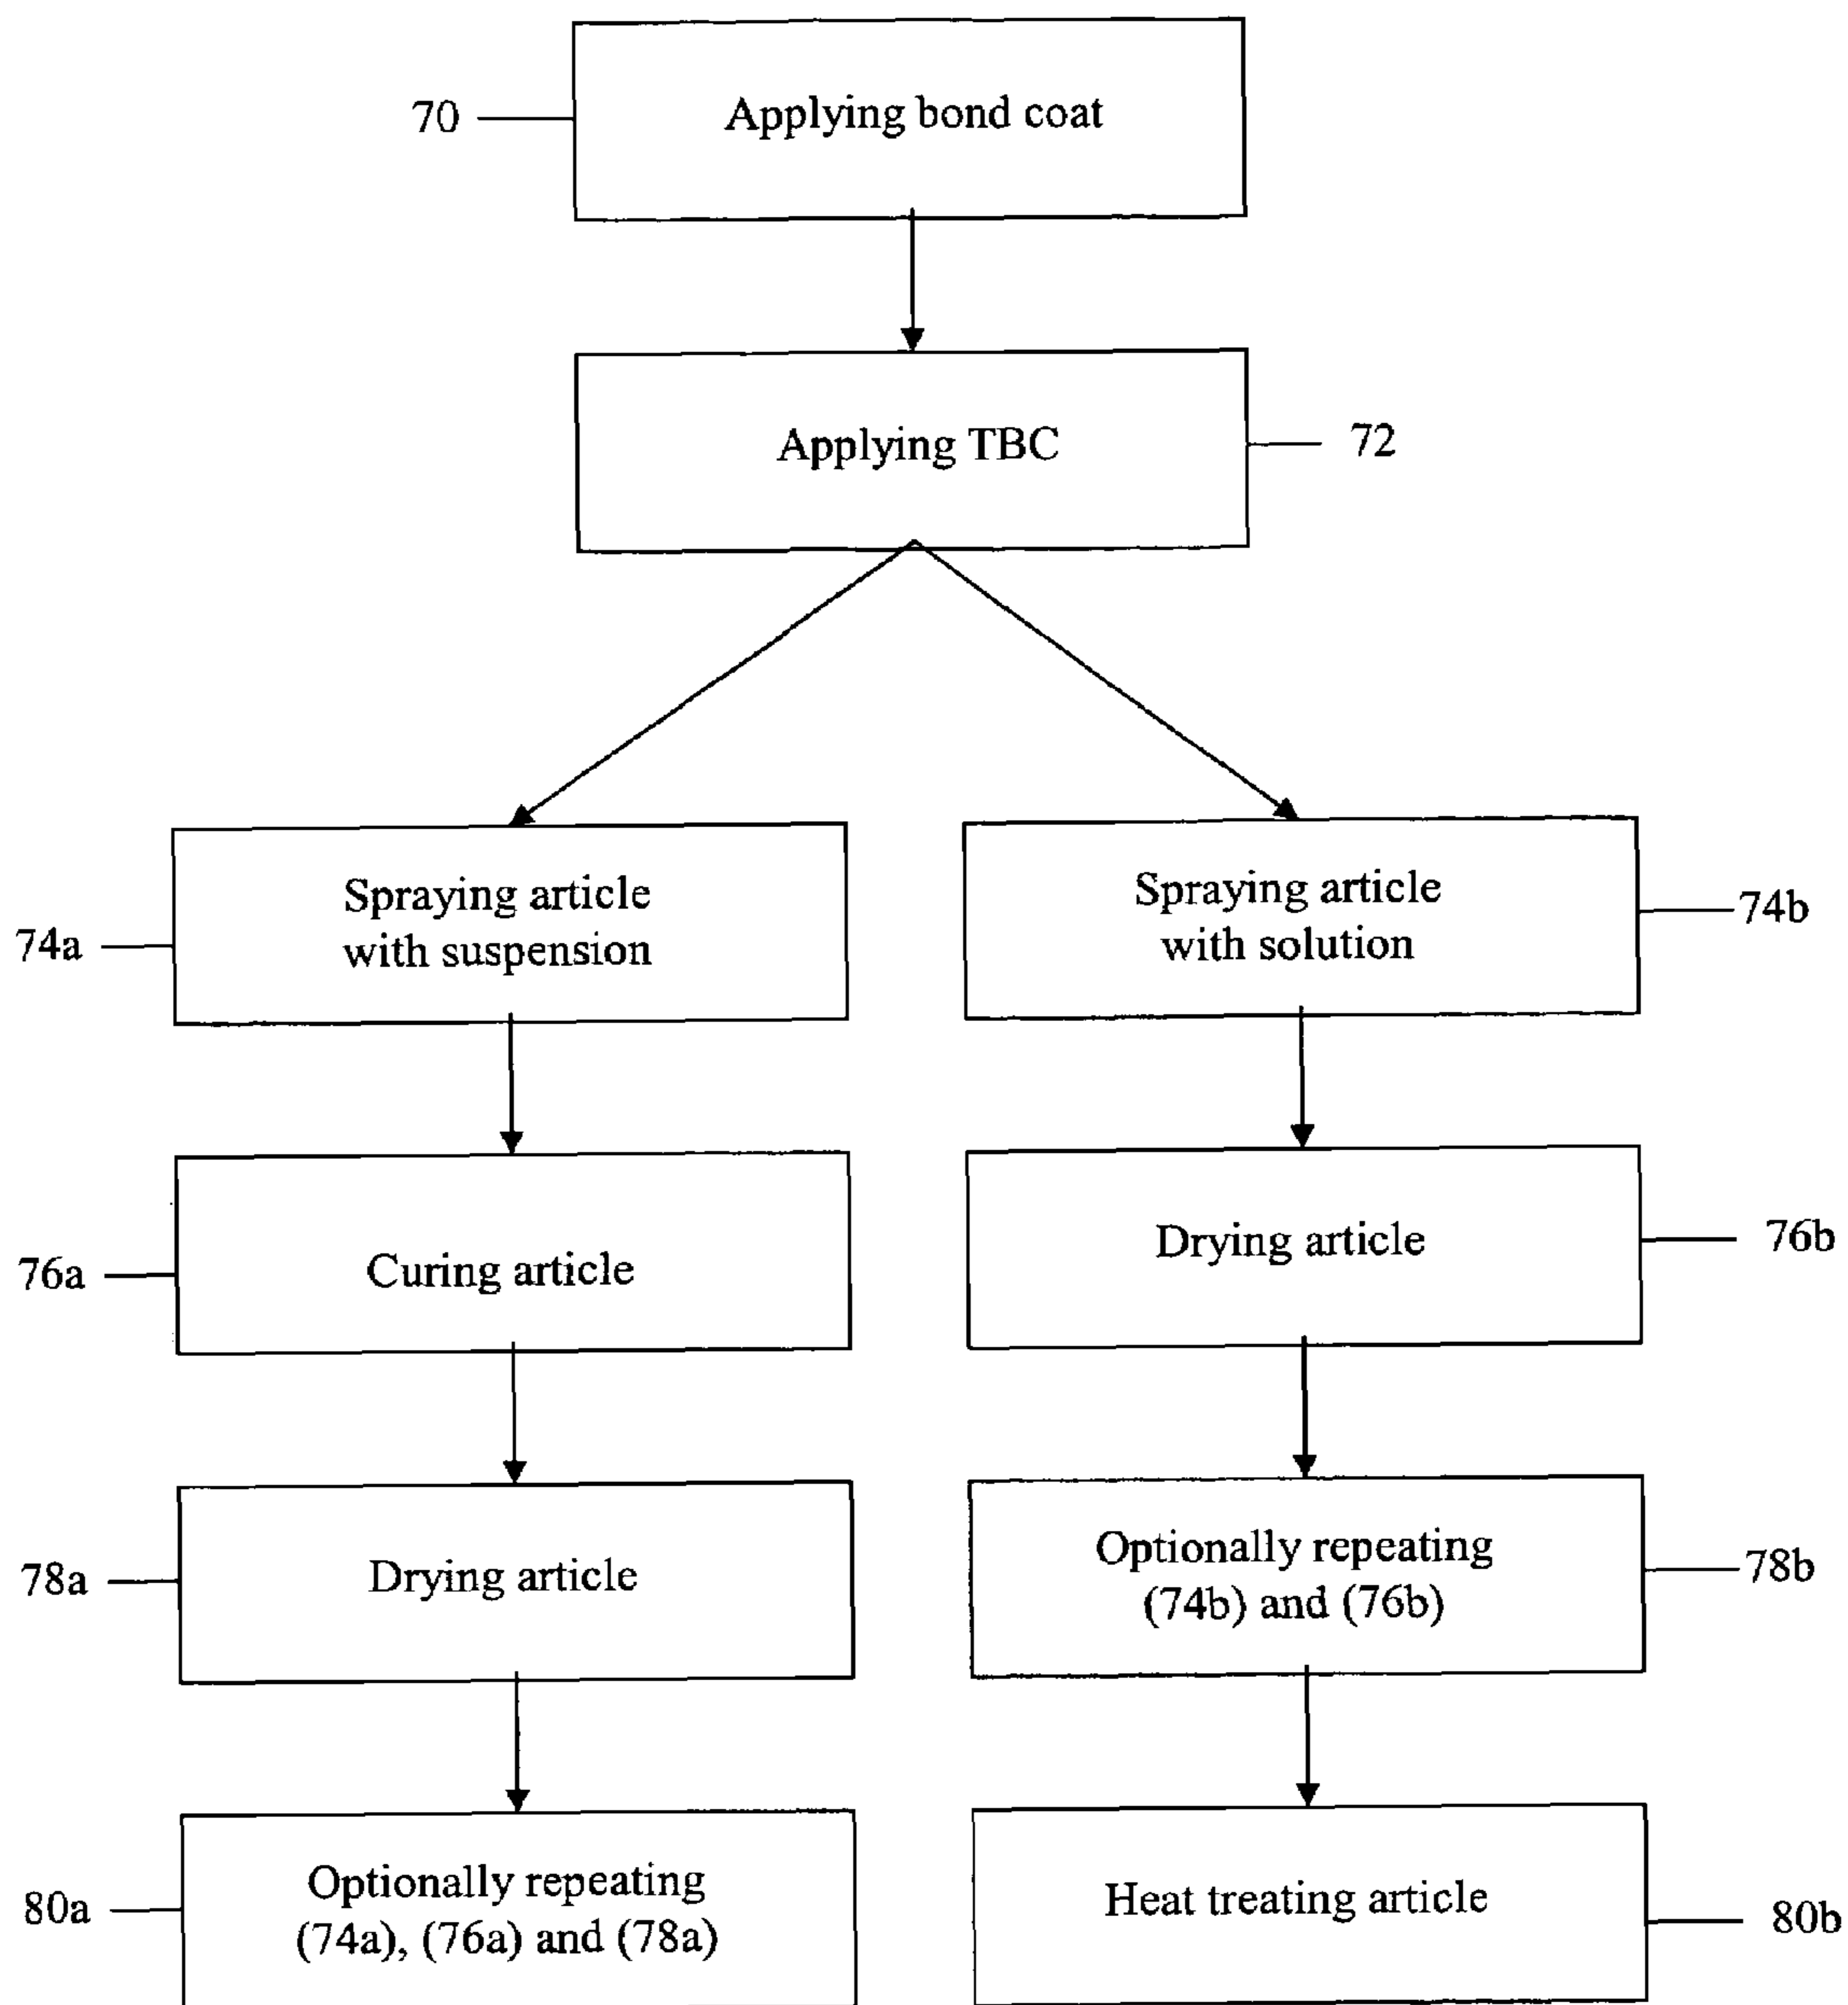 70
Applying bond coat
Applying TBC
72
Spraying article
with suspension
74a
Spraying article
with solution
74b
76a
Curing article
Drying article
76b
78a
Drying article
Optionally repeating
(74b) and (76b)
78b
80a
Optionally repeating
(74a), (76a) and (78a)
Heat treating article
80b